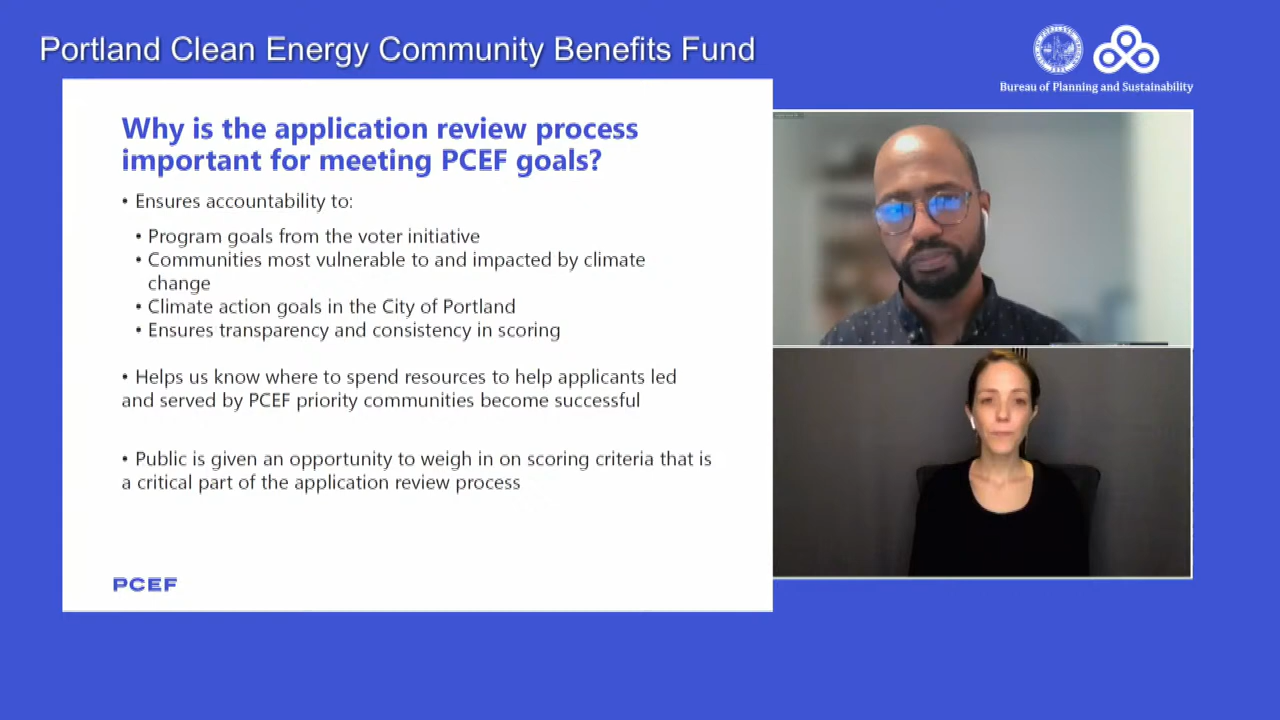 Portland Clean Energy Community Benefits Fund
Bureau of Planning and Sustainability
Why is the application review process
important for meeting PCEF goals?
• Ensures accountability to:
• Program goals from the voter initiative
• Communities most vulnerable to and impacted by climate
change
• Climate action goals in the City of Portland
• Ensures transparency and consistency in scoring
• Helps us know where to spend resources to help applicants led
and served by PCEF priority communities become successful
• Public is given an opportunity to weigh in on scoring criteria that is
a critical part of the application review process
PCEF